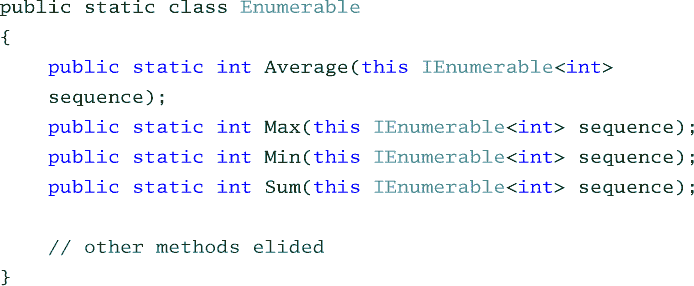 public static class Enumerable
{
    public static int Average(this IEnumerable<int>
    sequence);
    public static int Max(this IEnumerable<int> sequence);
    public static int Min(this IEnumerable<int> sequence);
    public static int Sum(this IEnumerable<int> sequence);

    // other methods elided
}